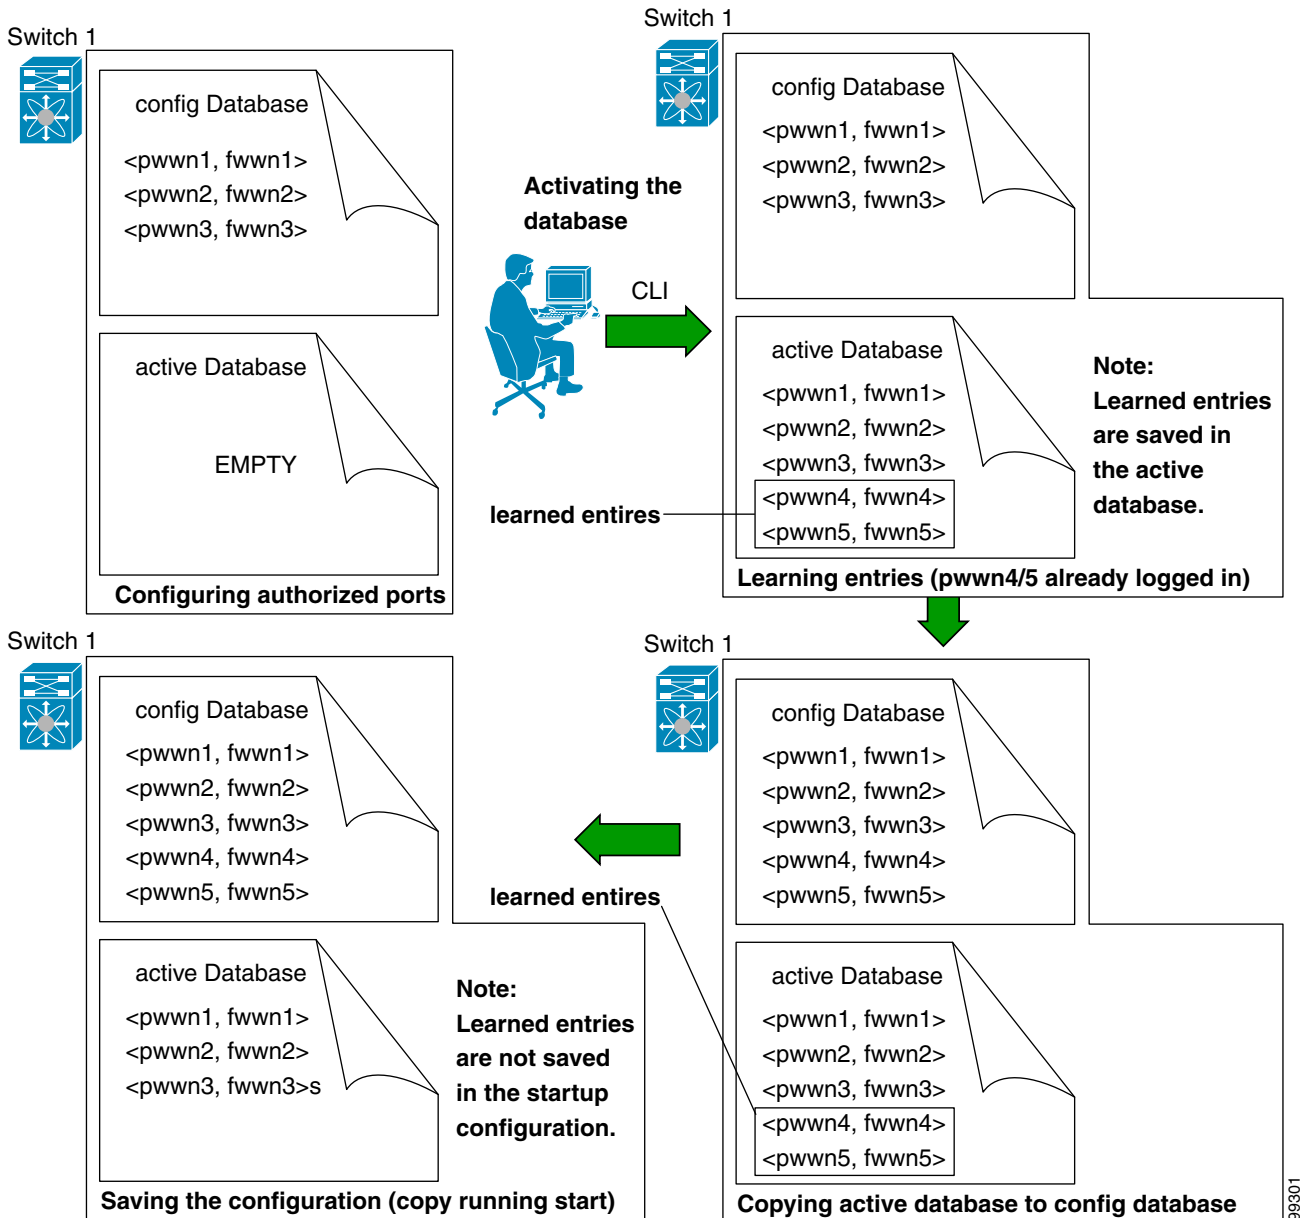 Switch 1
config Database
<pwwn1, fwwn1>
<pwwn2, fwwn2>
<pwwn3, fwwn3>
active Database
EMPTY
Configuring authorized ports
Activating the
database
CLI
Switch 1
config Database
<pwwn1, fwwn1>
<pwwn2, fwwn2>
<pwwn3, fwwn3>
active Database
<pwwn1, fwwn1>
<pwwn2, fwwn2>
<pwwn3, fwwn3>
<pwwn4, fwwn4>
<pwwn5, fwwn5>
learned entires
Note:
Learned entries
are saved in
the active
database.
Learning entries (pwwn4/5 already logged in)
Switch 1
config Database
<pwwn1, fwwn1>
<pwwn2, fwwn2>
<pwwn3, fwwn3>
<pwwn4, fwwn4>
<pwwn5, fwwn5>
active Database
<pwwn1, fwwn1>
<pwwn2, fwwn2>
<pwwn3, fwwn3>s
Note:
Learned entries
are not saved
in the startup
configuration.
Saving the configuration (copy running start)
Switch 1
config Database
<pwwn1, fwwn1>
<pwwn2, fwwn2>
<pwwn3, fwwn3>
<pwwn4, fwwn4>
<pwwn5, fwwn5>
learned entires
active Database
<pwwn1, fwwn1>
<pwwn2, fwwn2>
<pwwn3, fwwn3>
<pwwn4, fwwn4>
<pwwn5, fwwn5>
Copying active database to config database
99301